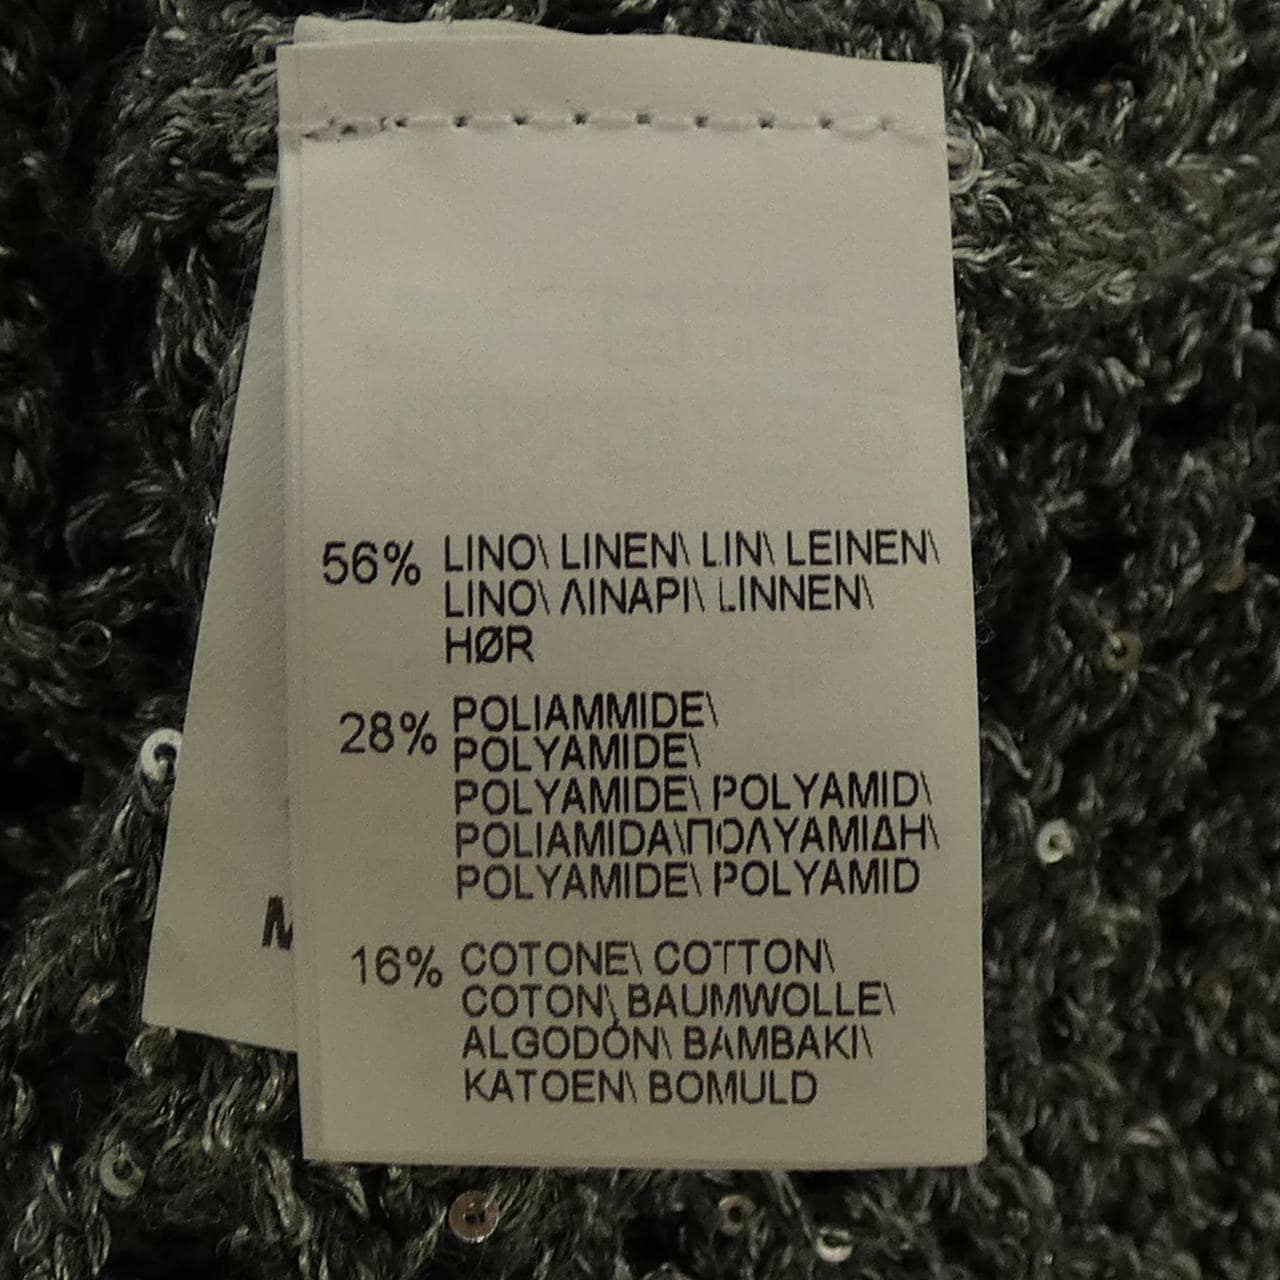 56% LINO\ LINEN\ LIN\ LEINEN\
LINO\ ΛΙΝΑΡΙ\ LINNEN\
HØR
28% POLIAMMIDE\
POLYAMIDE\
POLYAMIDE\ POLYAMID\
POLIAMIDA\ΠΟΛΥΑΜΙΔΗ\
POLYAMIDE\ POLYAMID
16% COTONE\ COTTON\
COTON\ BAUMWOLLE\
ALGODÓN\ BAMBAKI\
KATOEN\ BOMULD
M